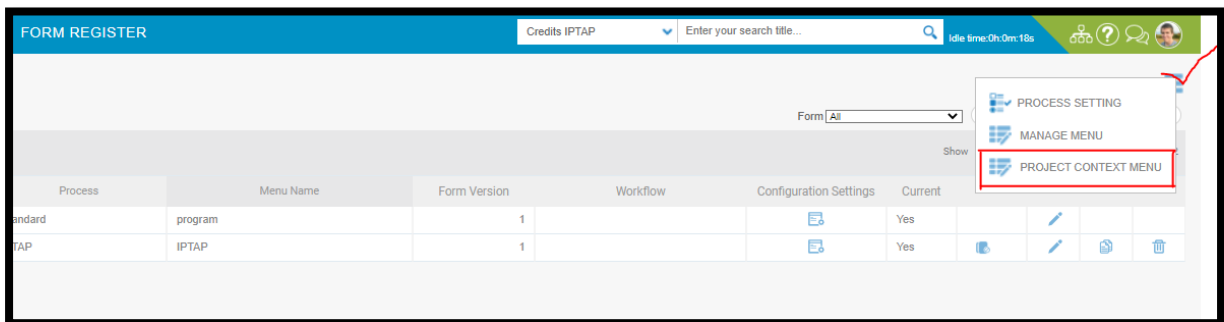 FORM REGISTER
Credits IPTAP
Enter your search title...
Idle time:0h:0m:18s
PROCESS SETTING
Form All
MANAGE MENU
Show
PROJECT CONTEXT MENU
Process Menu Name Form Version Workflow Configuration Settings Current
andard program 1 Yes
TAP IPTAP 1 Yes